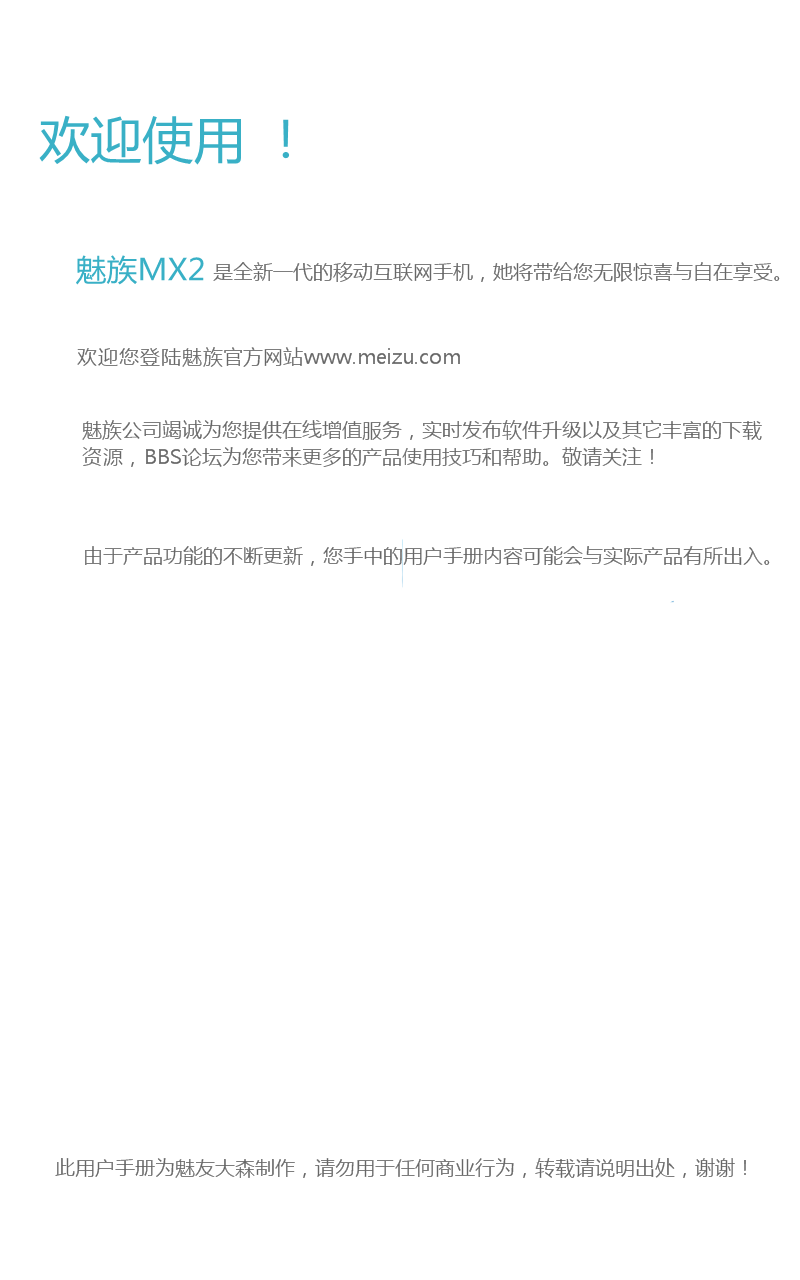 欢迎使用 ！
魅族MX2 是全新一代的移动互联网手机，她将带给您无限惊喜与自在享受。
欢迎您登陆魅族官方网站www.meizu.com
魅族公司竭诚为您提供在线增值服务，实时发布软件升级以及其它丰富的下载
资源，BBS论坛为您带来更多的产品使用技巧和帮助。敬请关注！
由于产品功能的不断更新，您手中的用户手册内容可能会与实际产品有所出入。
此用户手册为魅友大森制作，请勿用于任何商业行为，转载请说明出处，谢谢！